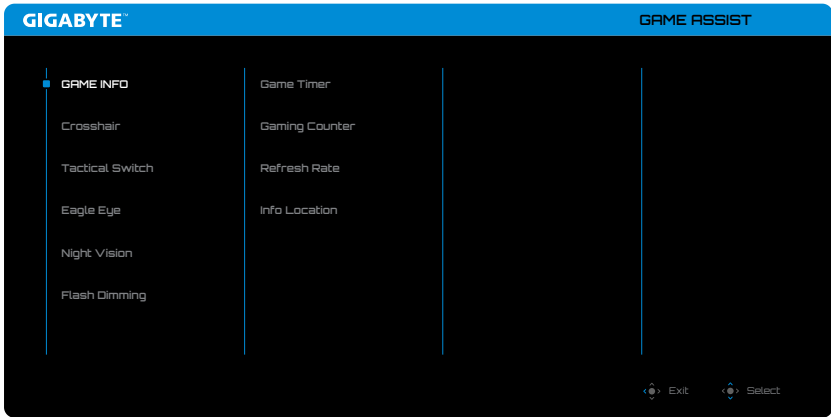 GIGABYTE™
GAME ASSIST
GAME INFO
Crosshair
Tactical Switch
Eagle Eye
Night Vision
Flash Dimming
Game Timer
Gaming Counter
Refresh Rate
Info Location
Exit
Select